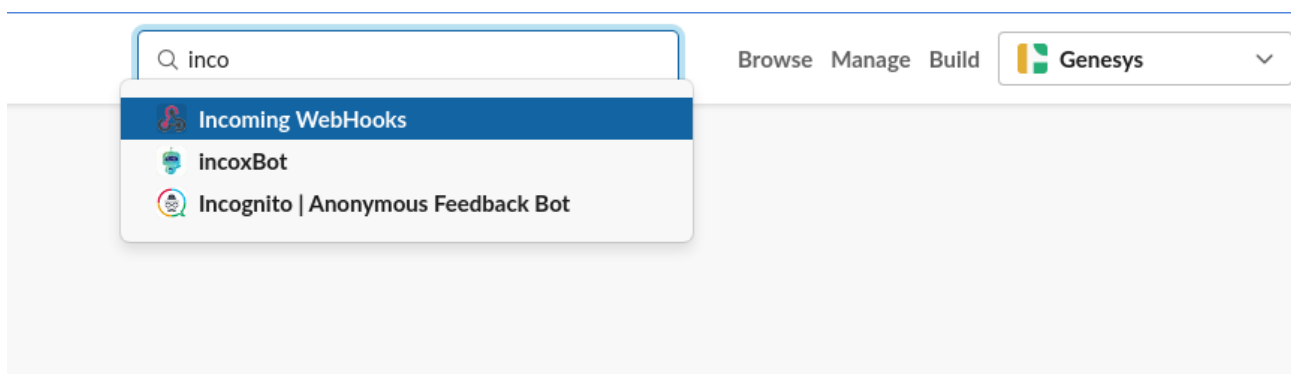 inco
Browse Manage Build Genesys
Incoming WebHooks
incoxBot
Incognito | Anonymous Feedback Bot